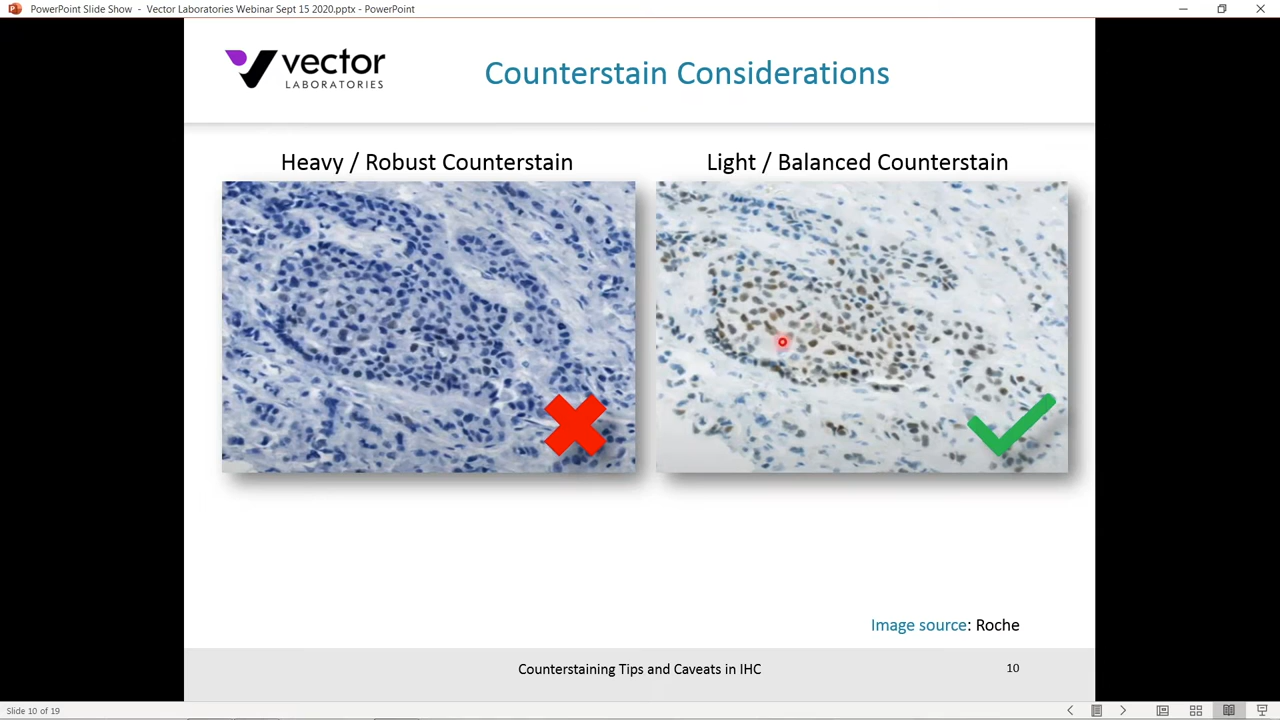 PowerPoint Slide Show - Vector Laboratories Webinar Sept 15 2020.pptx - PowerPoint
vector
LABORATORIES
Counterstain Considerations
Heavy / Robust Counterstain
Light / Balanced Counterstain
Image source: Roche
Counterstaining Tips and Caveats in IHC
10
Slide 10 of 19